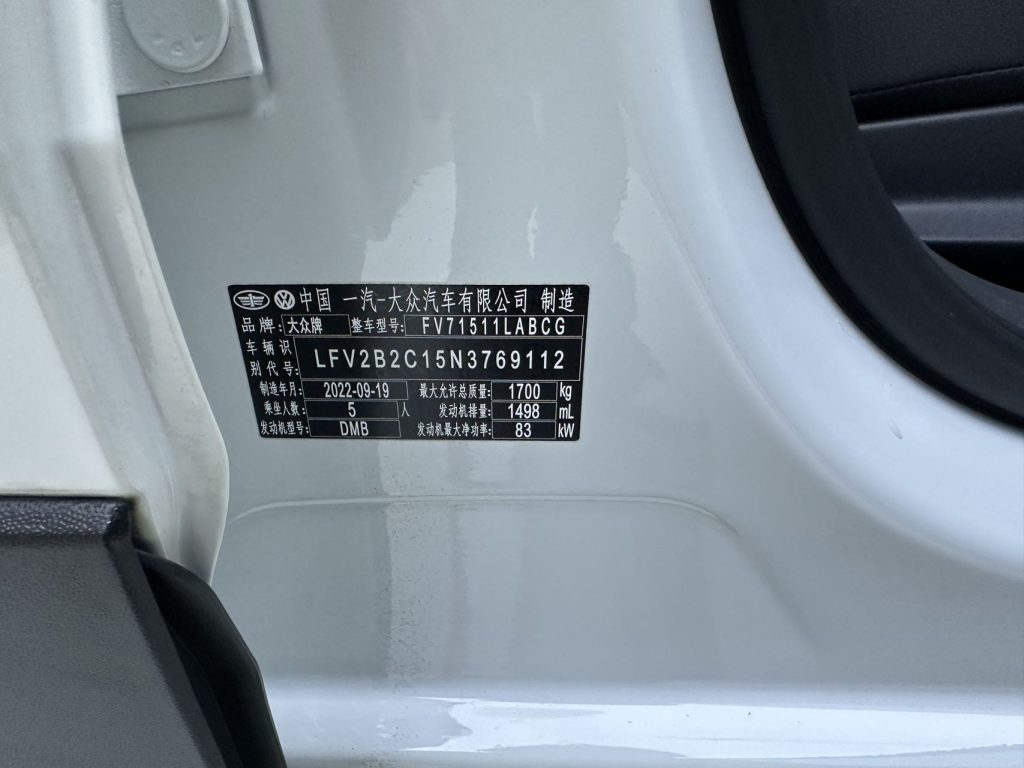 中国 一汽-大众汽车有限公司 制造
品牌: 大众牌 整车型号: FV71511LABCG
车辆识
别代号: LFV2B2C15N3769112
制造年月: 2022-09-19 最大允许总质量: 1700 kg
乘坐人数: 5 人 发动机排量: 1498 mL
发动机型号: DMB 发动机最大净功率: 83 kW